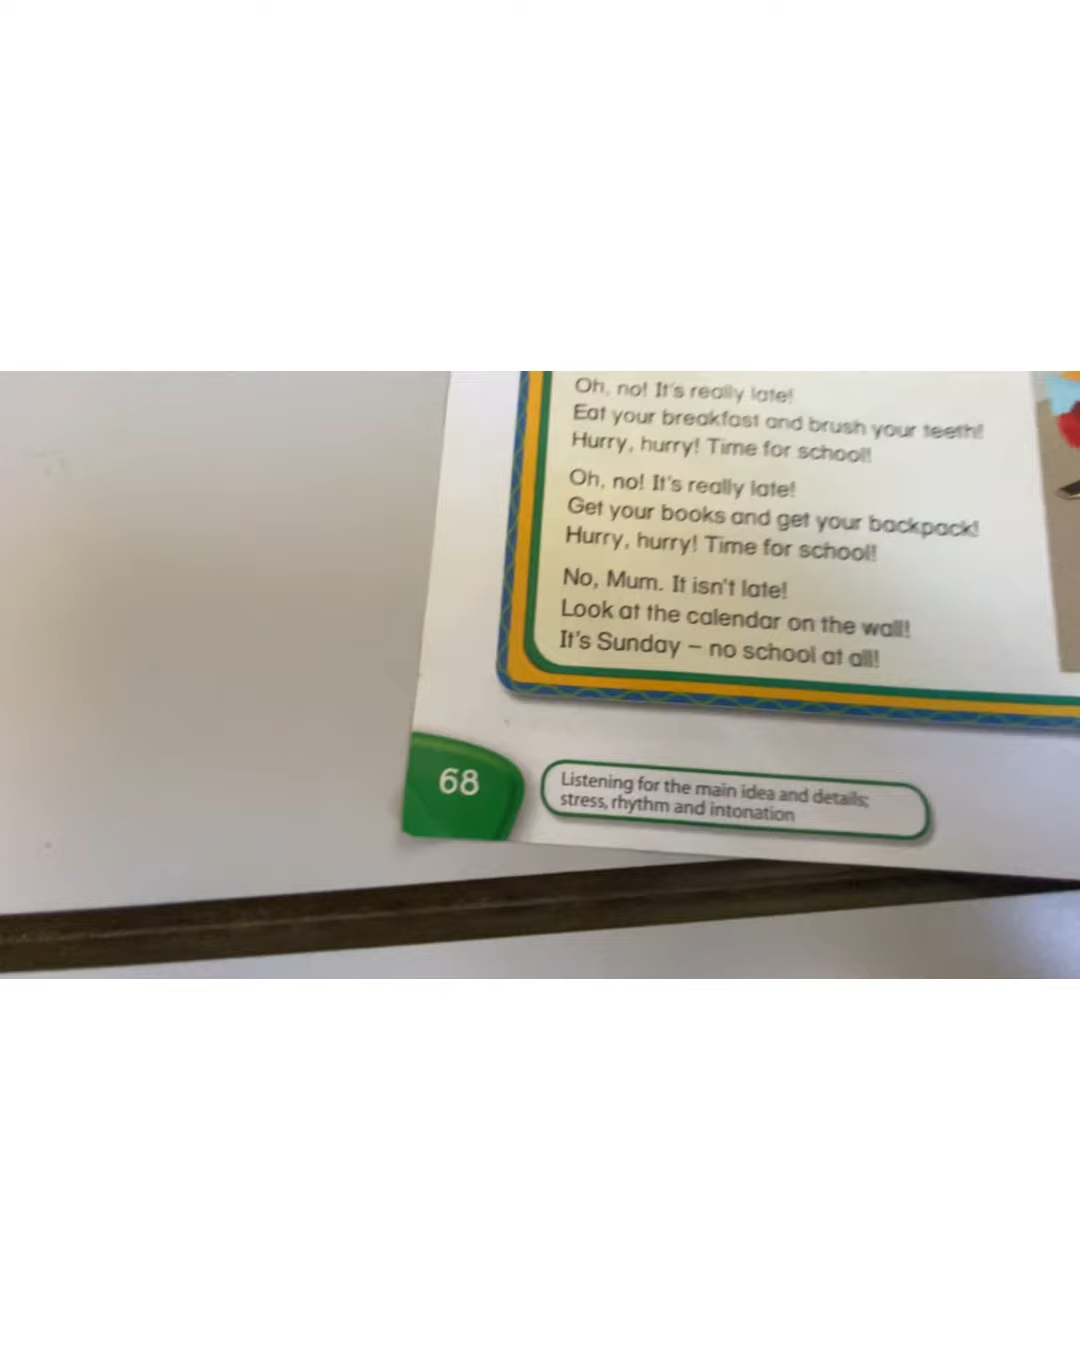 Oh, no! It's really late!
Eat your breakfast and brush your teeth!
Hurry, hurry! Time for school!
Oh, no! It's really late!
Get your books and get your backpack!
Hurry, hurry! Time for school!
No, Mum. It isn't late!
Look at the calendar on the wall!
It's Sunday – no school at all!
68
Listening for the main idea and details;
stress, rhythm and intonation